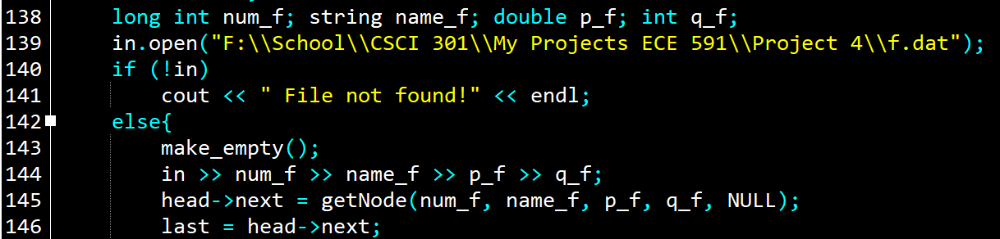 138 long int num_f; string name_f; double p_f; int q_f;
139 in.open("F:\\School\\CSCI 301\\My Projects ECE 591\\Project 4\\f.dat");
140 if (!in)
141 cout << " File not found!" << endl;
142 else{
143 make_empty();
144 in >> num_f >> name_f >> p_f >> q_f;
145 head->next = getNode(num_f, name_f, p_f, q_f, NULL);
146 last = head->next;